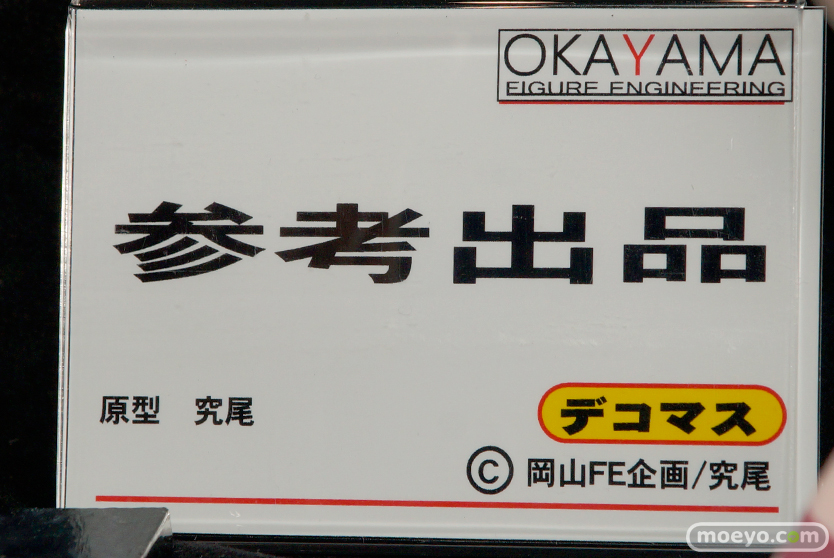 OKAYAMA
FIGURE ENGINEERING
参考出品
原型 究尾
デコマス
© 岡山FE企画/究尾
moeyo.com